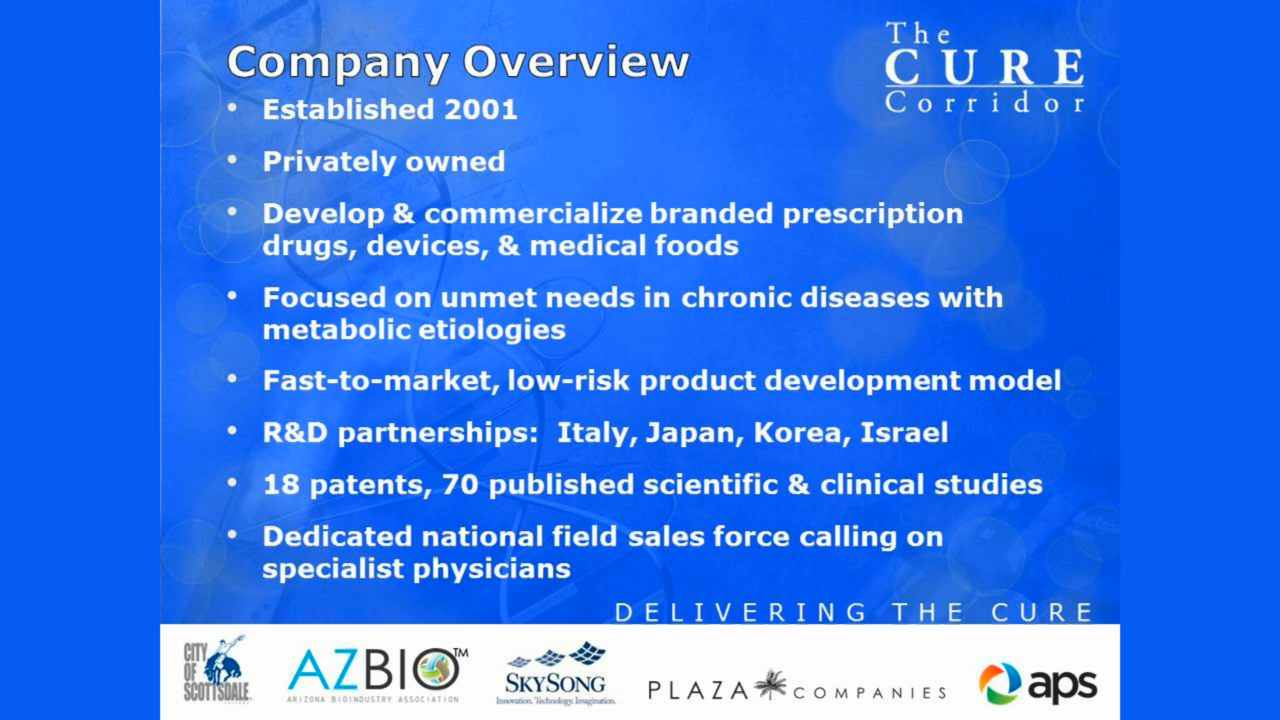 The
CURE
Corridor
Company Overview
• Established 2001
• Privately owned
• Develop & commercialize branded prescription
drugs, devices, & medical foods
• Focused on unmet needs in chronic diseases with
metabolic etiologies
• Fast-to-market, low-risk product development model
• R&D partnerships: Italy, Japan, Korea, Israel
• 18 patents, 70 published scientific & clinical studies
• Dedicated national field sales force calling on
specialist physicians
DELIVERING THE CURE
CITY
OF
SCOTTSDALE
AZBIO™
ARIZONA BIOINDUSTRY ASSOCIATION
SKYSONG
Innovation. Technology. Imagination.
PLAZA COMPANIES
aps